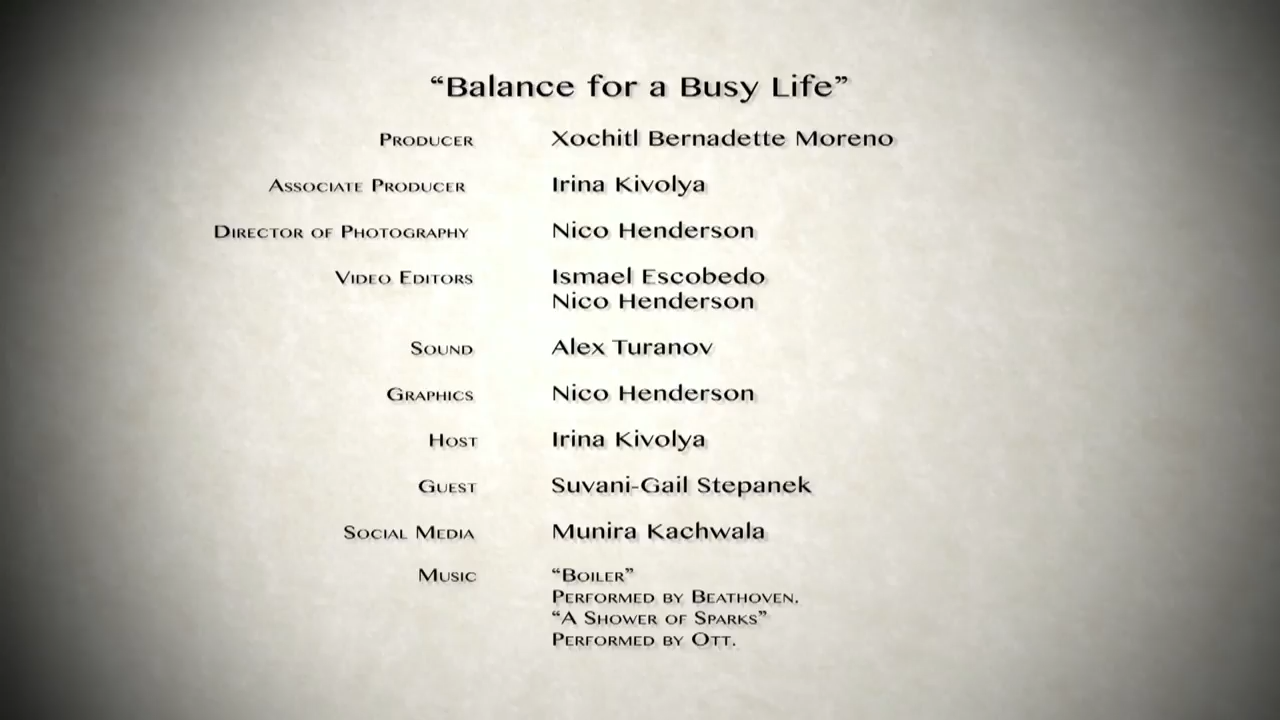 “Balance for a Busy Life”
Producer Xochitl Bernadette Moreno
Associate Producer Irina Kivolya
Director of Photography Nico Henderson
Video Editors Ismael Escobedo
Nico Henderson
Sound Alex Turanov
Graphics Nico Henderson
Host Irina Kivolya
Guest Suvani-Gail Stepanek
Social Media Munira Kachwala
Music “Boiler”
Performed by Beathoven.
“A Shower of Sparks”
Performed by Ott.